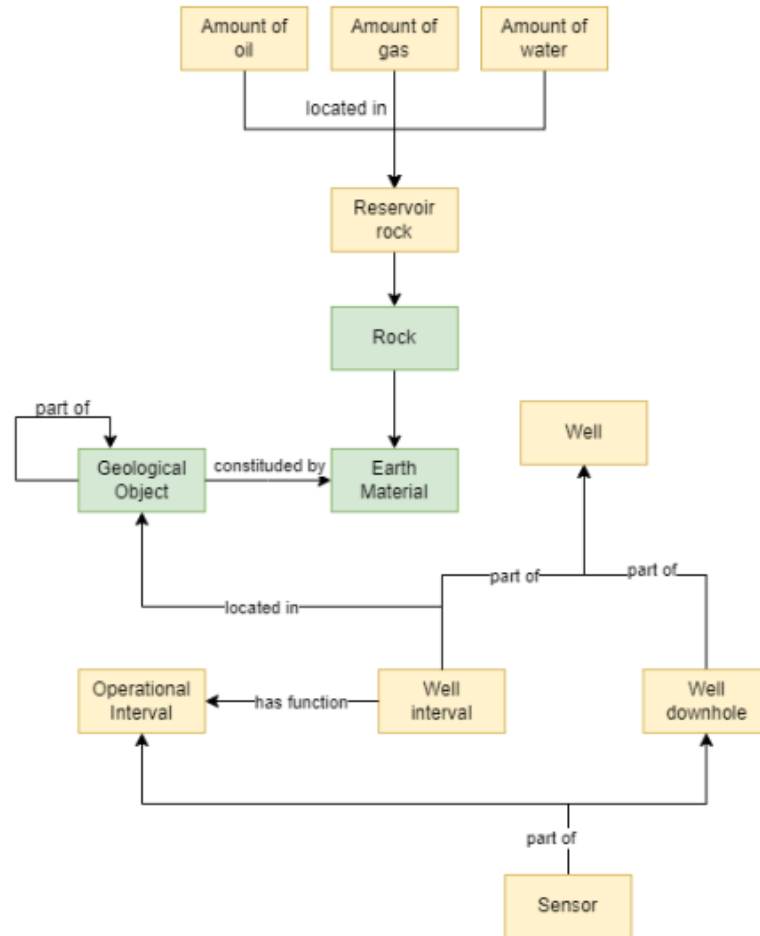 Amount of
oil
Amount of
gas
Amount of
water
located in
Reservoir
rock
Rock
part of
Well
Geological
Object
constituded by
Earth
Material
part of
part of
located in
Operational
Interval
has function
Well
interval
Well
downhole
part of
Sensor